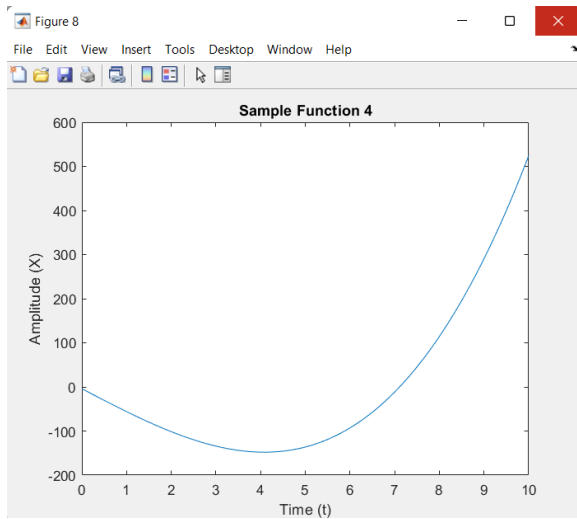 Figure 8
File Edit View Insert Tools Desktop Window Help
Sample Function 4
600
500
400
300
200
100
0
-100
-200
Amplitude (X)
0 1 2 3 4 5 6 7 8 9 10
Time (t)